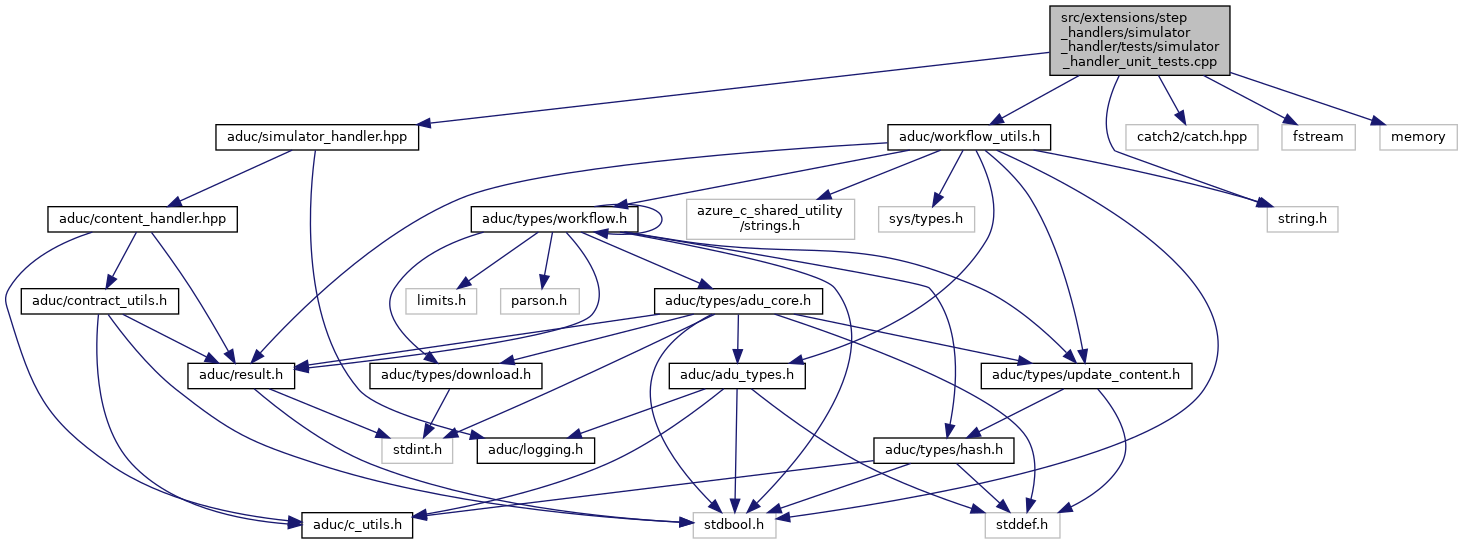 src/extensions/step
_handlers/simulator
_handler/tests/simulator
_handler_unit_tests.cpp
aduc/simulator_handler.hpp
aduc/workflow_utils.h
catch2/catch.hpp
fstream
memory
aduc/content_handler.hpp
aduc/types/workflow.h
azure_c_shared_utility
/strings.h
sys/types.h
string.h
aduc/contract_utils.h
limits.h
parson.h
aduc/types/adu_core.h
aduc/result.h
aduc/types/download.h
aduc/adu_types.h
aduc/types/update_content.h
stdint.h
aduc/logging.h
aduc/types/hash.h
aduc/c_utils.h
stdbool.h
stddef.h